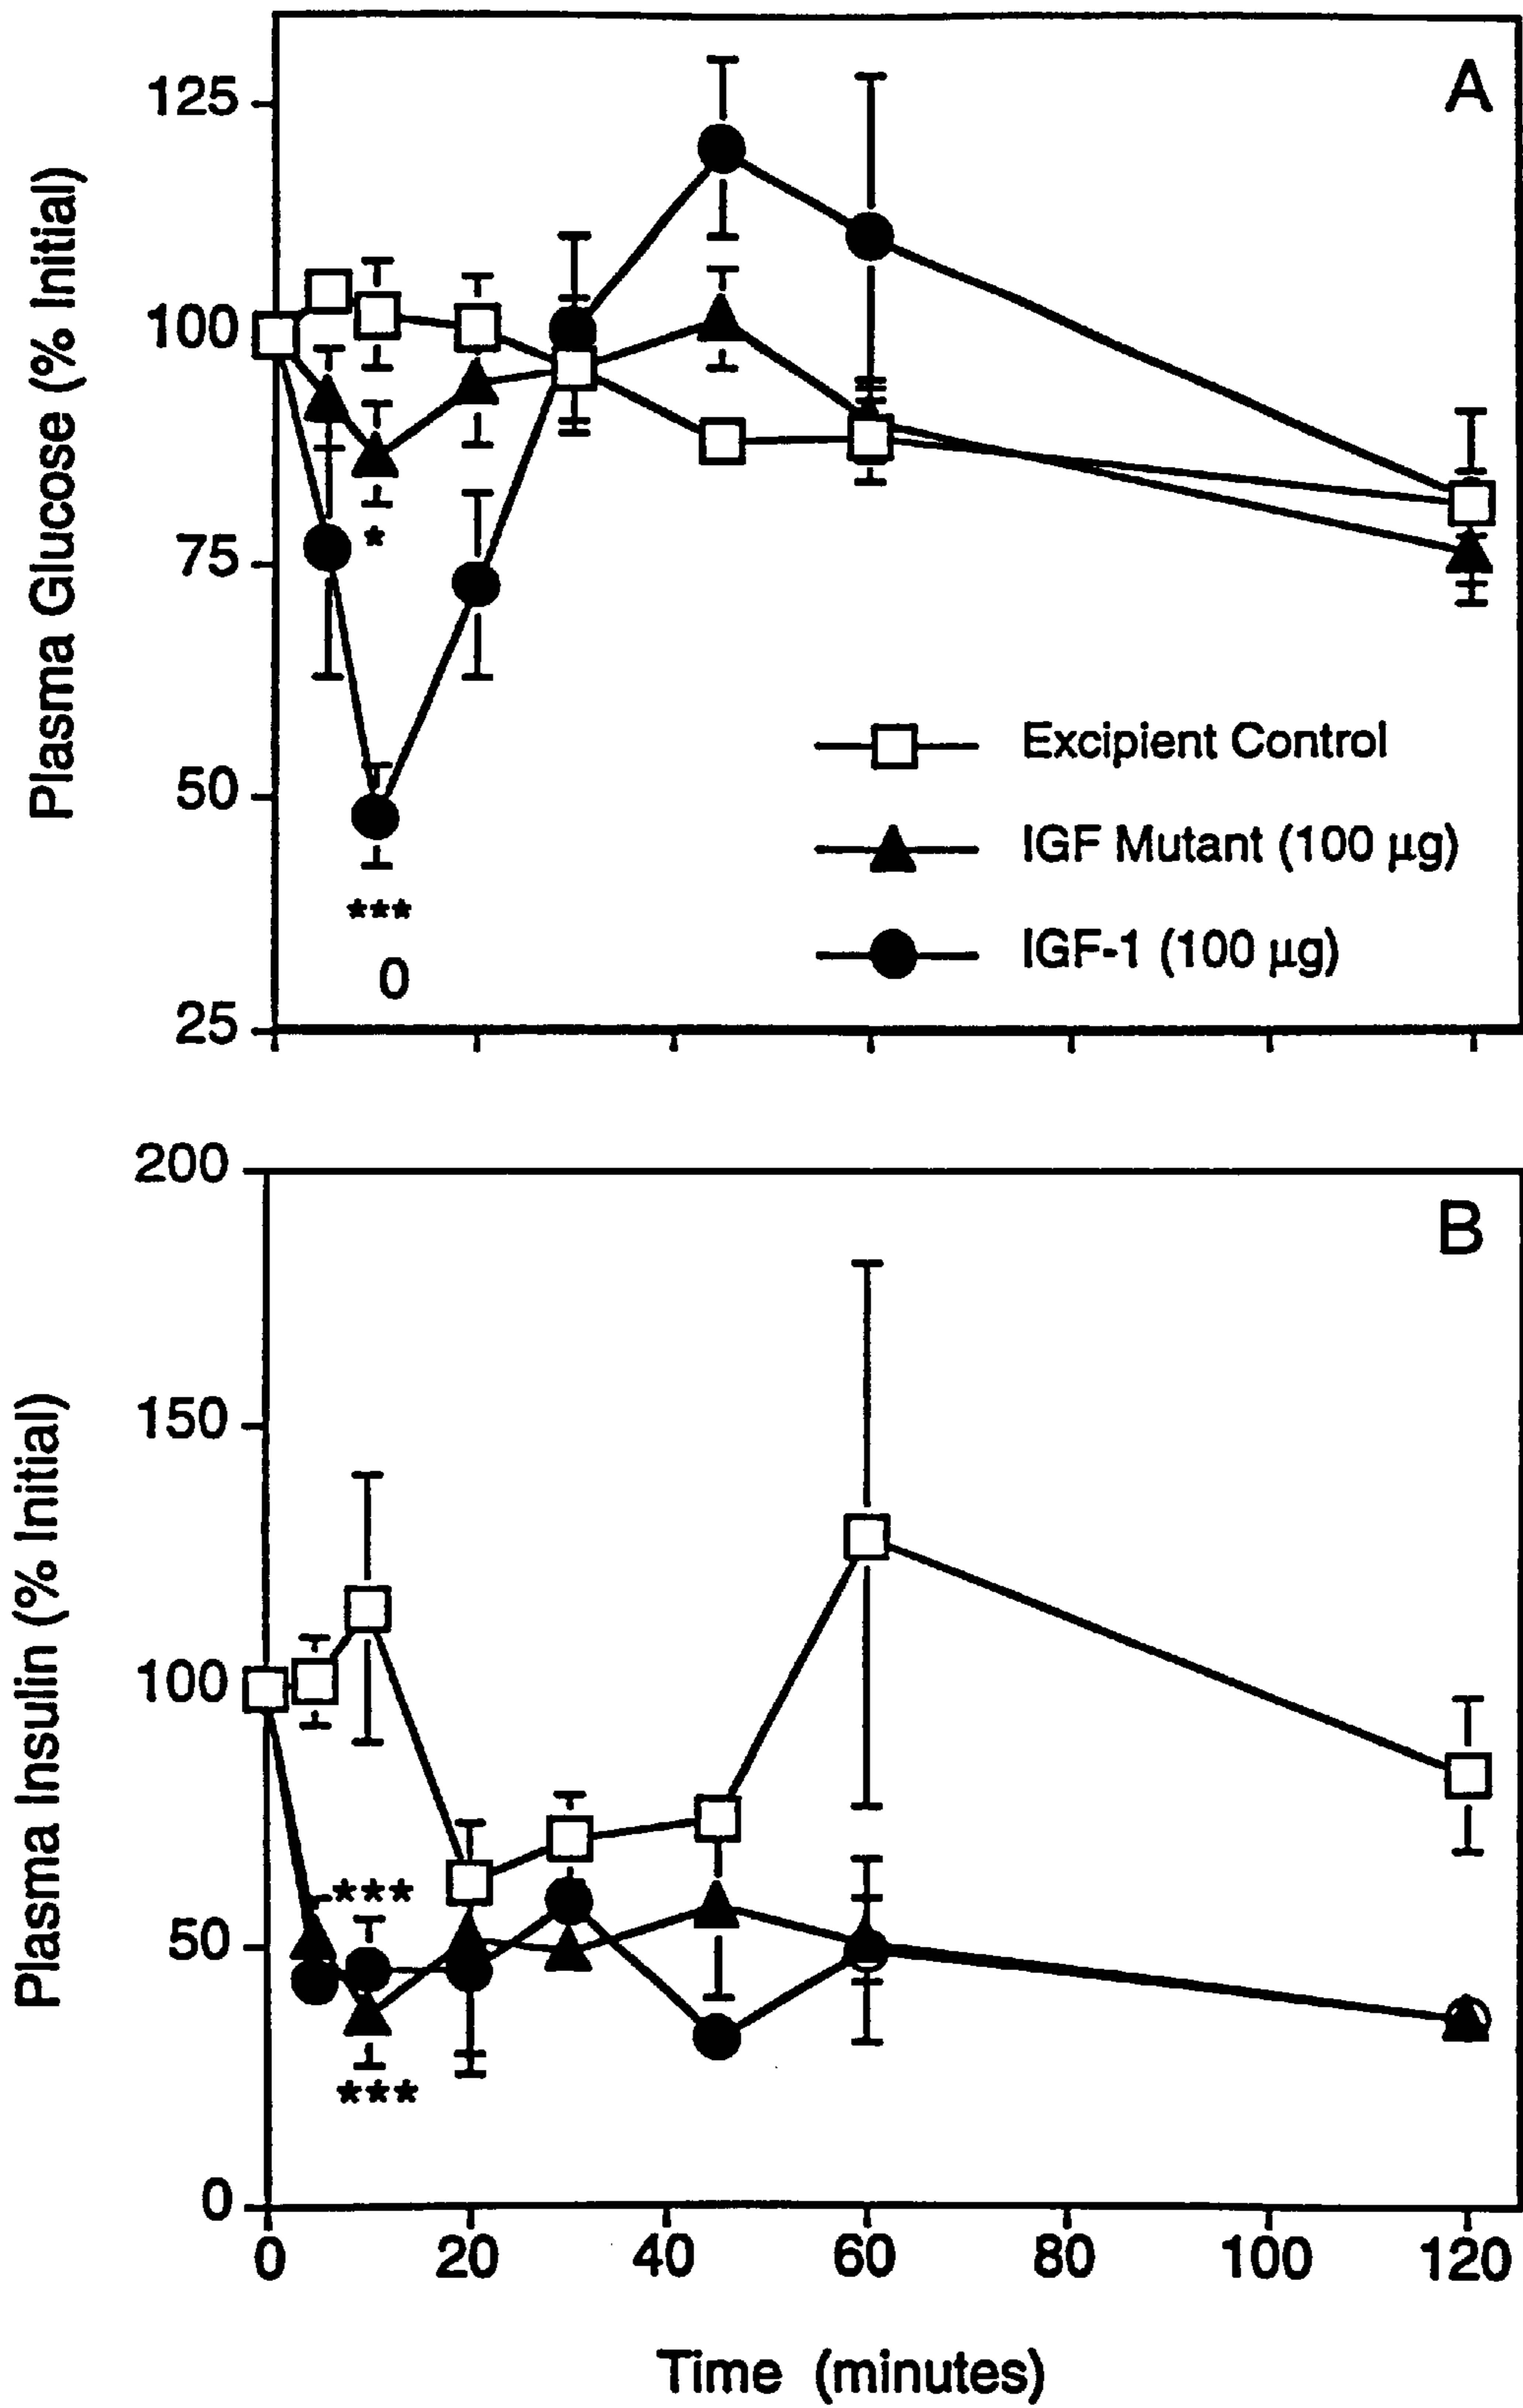 A
Plasma Glucose (% Initial)
125
100
75
50
25
*
***
0
Excipient Control
IGF Mutant (100 µg)
IGF-1 (100 µg)
B
Plasma Insulin (% Initial)
200
150
100
50
0
***
***
0 20 40 60 80 100 120
Time (minutes)